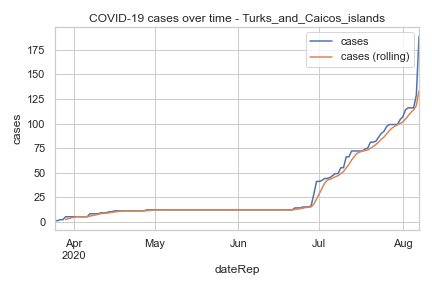 COVID-19 cases over time - Turks_and_Caicos_islands
cases
cases (rolling)
175
150
125
100
75
50
25
0
cases
Apr
2020
May
Jun
Jul
Aug
dateRep